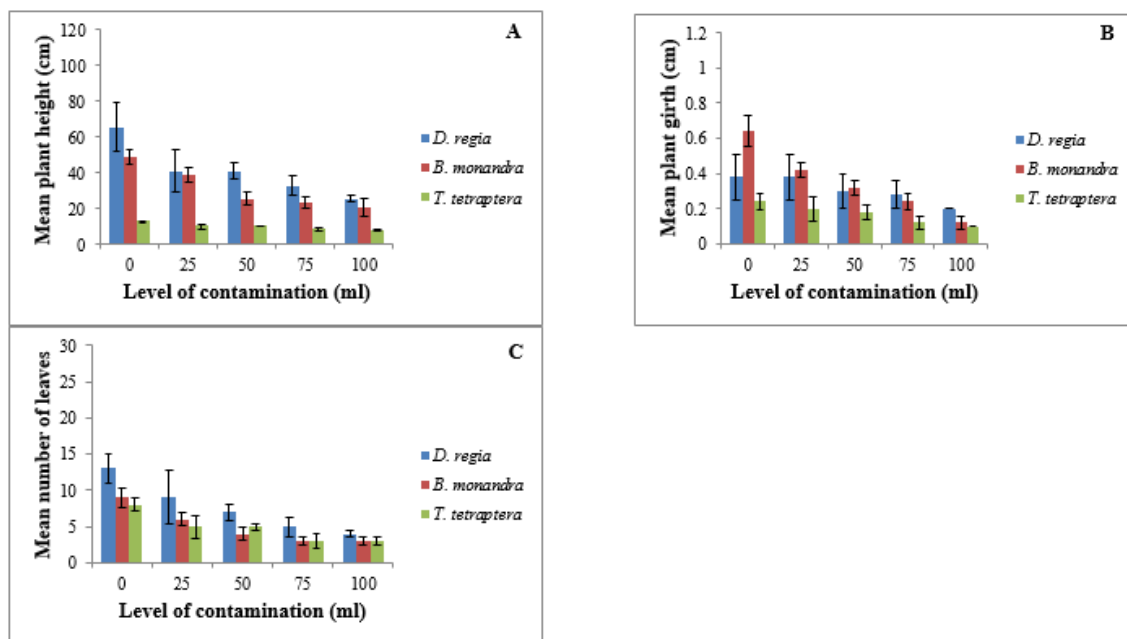 A
Mean plant height (cm)
120
100
80
60
40
20
0
0 25 50 75 100
Level of contamination (ml)
D. regia
B. monandra
T. tetraptera
B
Mean plant girth (cm)
1.2
1
0.8
0.6
0.4
0.2
0
0 25 50 75 100
Level of contamination (ml)
D. regia
B. monandra
T. tetraptera
C
Mean number of leaves
30
25
20
15
10
5
0
0 25 50 75 100
Level of contamination (ml)
D. regia
B. monandra
T. tetraptera